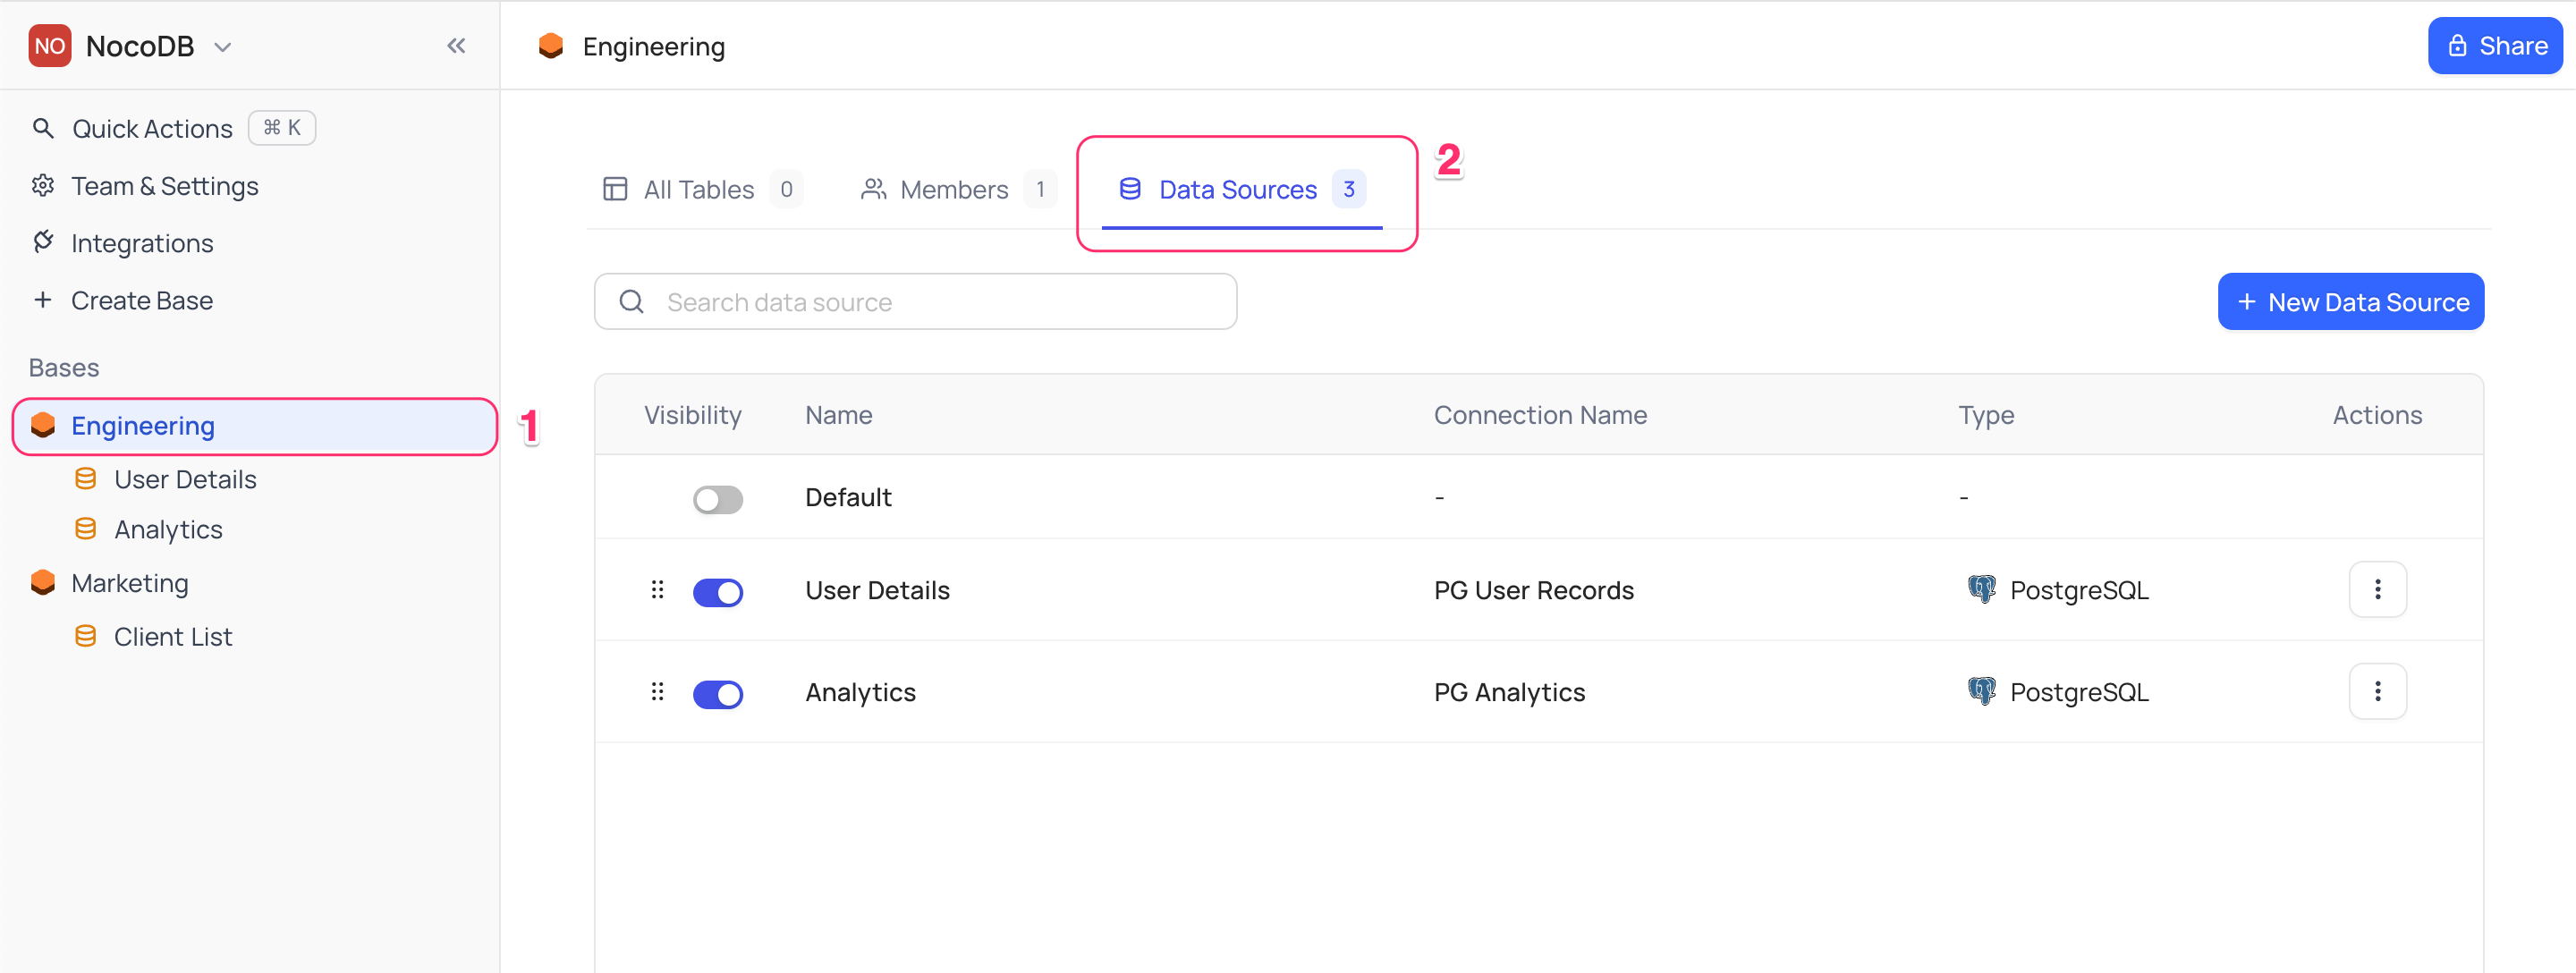 NO NocoDB
Engineering
Share
Quick Actions ⌘ K
Team & Settings
Integrations
Create Base
Bases
Engineering
User Details
Analytics
Marketing
Client List
1
All Tables 0
Members 1
Data Sources 3
2
Search data source
+ New Data Source
Visibility Name Connection Name Type Actions
Default - -
User Details PG User Records PostgreSQL
Analytics PG Analytics PostgreSQL